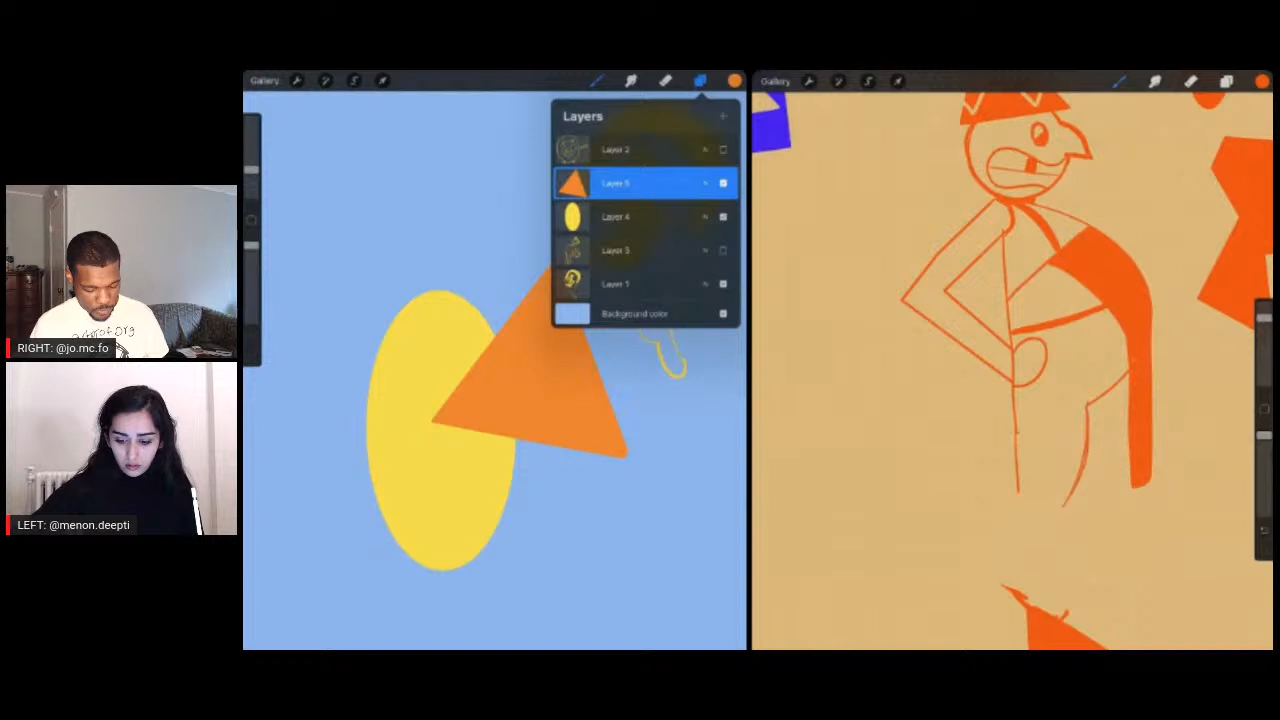 Gallery
Gallery
Layers
Layer 2
Layer 5
Layer 4
Layer 3
Layer 1
Background color
RIGHT: @jo.mc.fo
LEFT: @menon.deepti